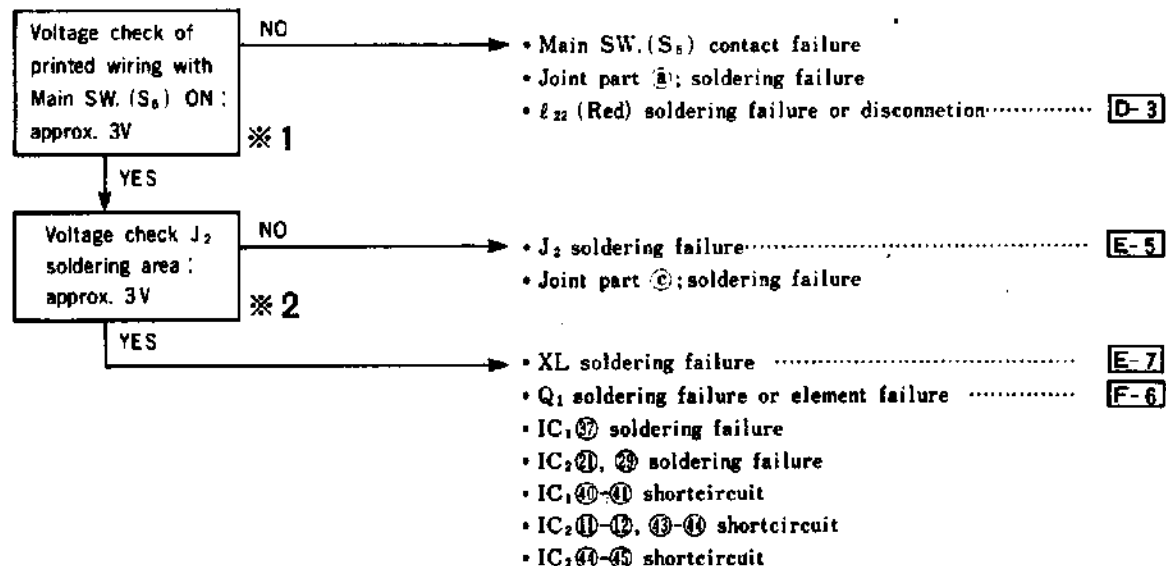 Voltage check of
printed wiring with
Main SW. (S₅) ON :
approx. 3V
※1
NO
• Main SW. (S₅) contact failure
• Joint part ⓐ; soldering failure
• ℓ₂₂ (Red) soldering failure or disconnetion D-3
YES
Voltage check J₂
soldering area :
approx. 3V
※2
NO
• J₂ soldering failure E-5
• Joint part ⓒ; soldering failure
YES
• XL soldering failure E-7
• Q₁ soldering failure or element failure F-6
• IC₁㊲ soldering failure
• IC₂㉑, ㉙ soldering failure
• IC₁㊵-㊶ shortcircuit
• IC₂⑪-⑫, ㊸-㊹ shortcircuit
• IC₂㊹-㊺ shortcircuit